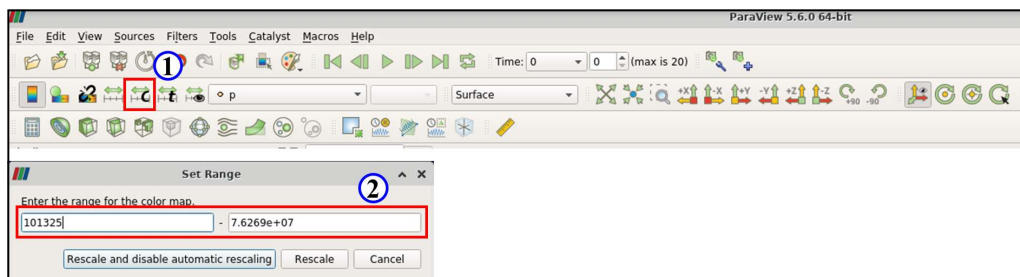 ParaView 5.6.0 64-bit
File Edit View Sources Filters Tools Catalyst Macros Help
1 Time: 0 0 (max is 20)
C t p Surface +X -X +Y -Y +Z -Z +90 -90
Set Range
2
Enter the range for the color map.
101325 - 7.6269e+07
Rescale and disable automatic rescaling Rescale Cancel